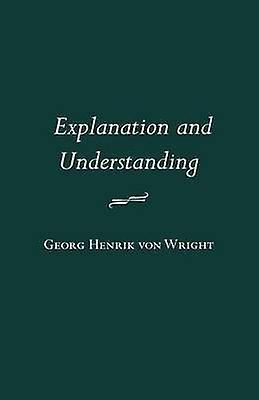 Explanation and
Understanding
GEORG HENRIK VON WRIGHT